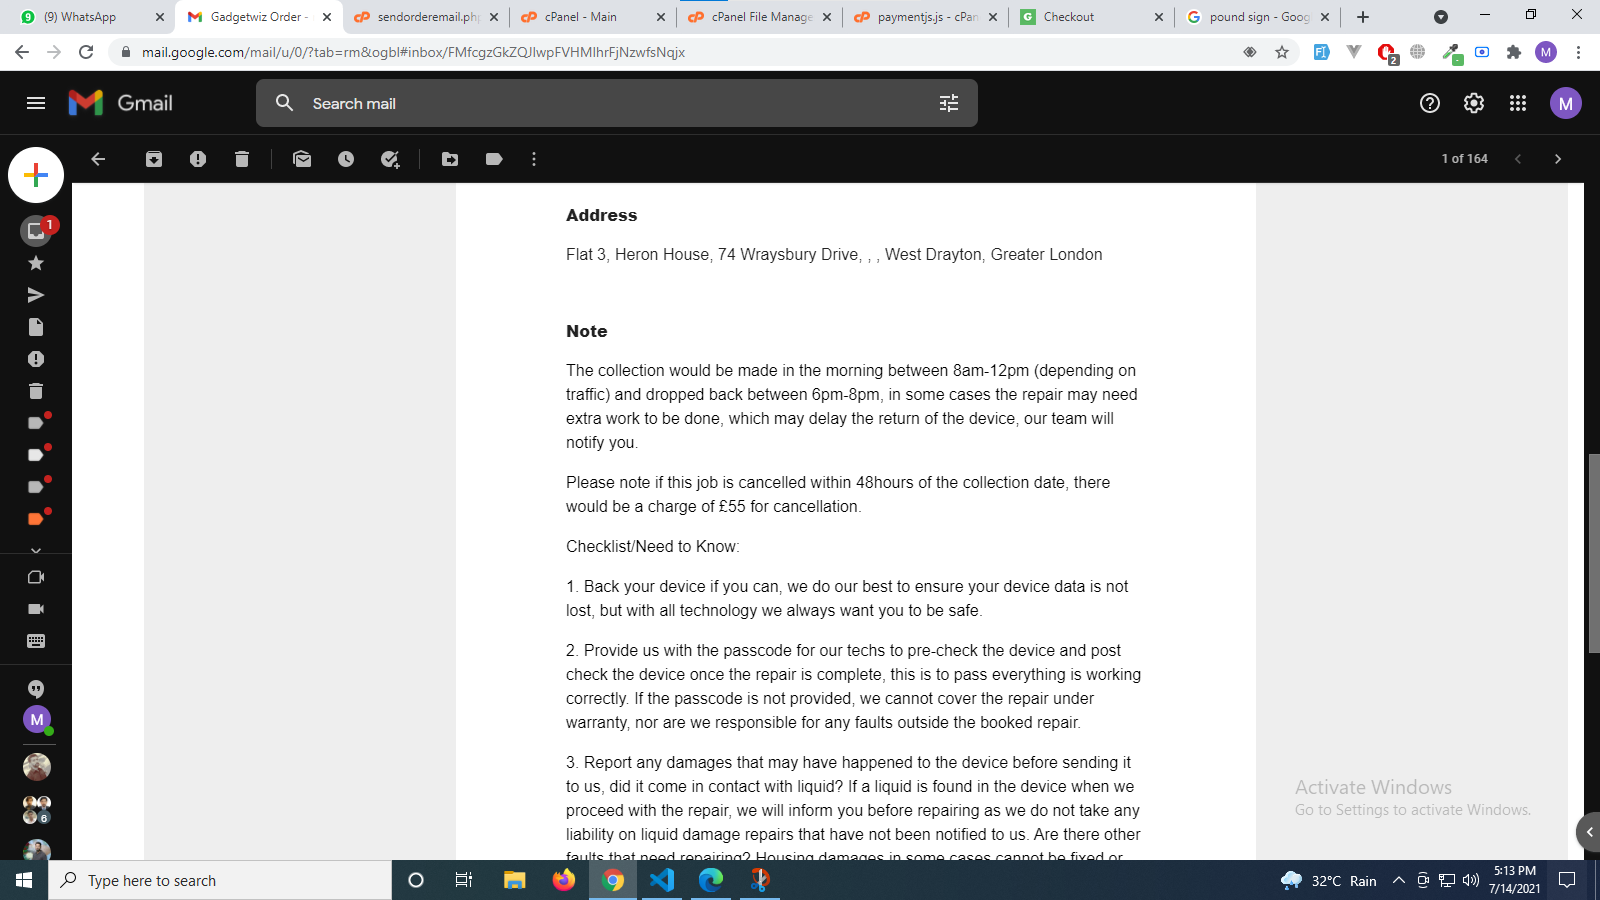 (9) WhatsApp
Gadgetwiz Order -
sendorderemail.php
cPanel - Main
cPanel File Manage
paymentjs.js - cPan
Checkout
pound sign - Goog
mail.google.com/mail/u/0/?tab=rm&ogbl#inbox/FMfcgzGkZQJlwpFVHMlhrFjNzwfsNqjx
2
M
Gmail
Search mail
M
1 of 164
1
Address
Flat 3, Heron House, 74 Wraysbury Drive, , , West Drayton, Greater London
Note
The collection would be made in the morning between 8am-12pm (depending on
traffic) and dropped back between 6pm-8pm, in some cases the repair may need
extra work to be done, which may delay the return of the device, our team will
notify you.
Please note if this job is cancelled within 48hours of the collection date, there
would be a charge of £55 for cancellation.
Checklist/Need to Know:
1. Back your device if you can, we do our best to ensure your device data is not
lost, but with all technology we always want you to be safe.
2. Provide us with the passcode for our techs to pre-check the device and post
check the device once the repair is complete, this is to pass everything is working
correctly. If the passcode is not provided, we cannot cover the repair under
warranty, nor are we responsible for any faults outside the booked repair.
3. Report any damages that may have happened to the device before sending it
to us, did it come in contact with liquid? If a liquid is found in the device when we
proceed with the repair, we will inform you before repairing as we do not take any
liability on liquid damage repairs that have not been notified to us. Are there other
faults that need repairing? Housing damages in some cases cannot be fixed or
M
6
Activate Windows
Go to Settings to activate Windows.
Type here to search
32°C Rain
5:13 PM
7/14/2021